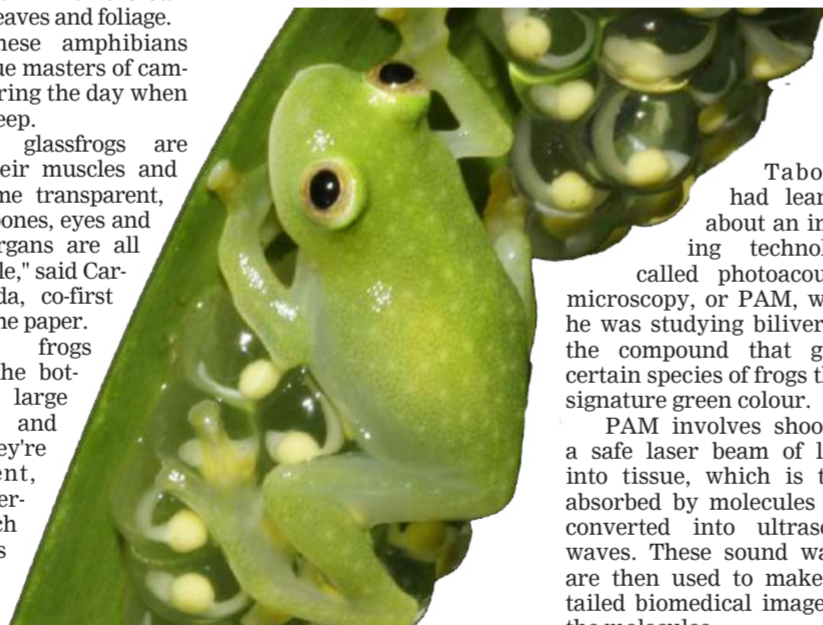 eaves and foliage.
hese amphibians
ue masters of cam-
ring the day when
eep.
glassfrogs are
eir muscles and
me transparent,
ones, eyes and
rgans are all
le," said Car-
da, co-first
he paper.
frogs
he bot-
large
and
ey're
ent,
er-
ch
s
Tabo
had lear
about an in
ing technol
called photoacou
microscopy, or PAM, w
he was studying biliver
the compound that g
certain species of frogs t
signature green colour.
PAM involves shoo
a safe laser beam of l
into tissue, which is t
absorbed by molecules
converted into ultras
waves. These sound wa
are then used to make
tailed biomedical image
the molecules.